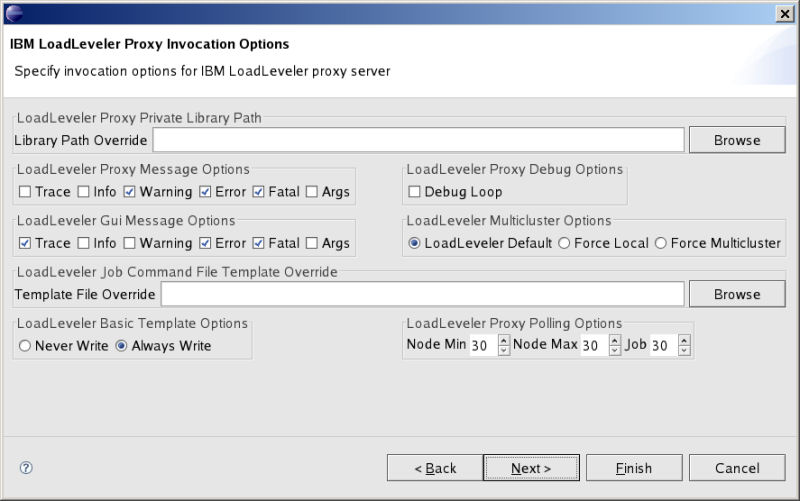 IBM LoadLeveler Proxy Invocation Options
Specify invocation options for IBM LoadLeveler proxy server
LoadLeveler Proxy Private Library Path
Library Path Override Browse
LoadLeveler Proxy Message Options
Trace Info Warning Error Fatal Args
LoadLeveler Proxy Debug Options
Debug Loop
LoadLeveler Gui Message Options
Trace Info Warning Error Fatal Args
LoadLeveler Multicluster Options
LoadLeveler Default Force Local Force Multicluster
LoadLeveler Job Command File Template Override
Template File Override Browse
LoadLeveler Basic Template Options
Never Write Always Write
LoadLeveler Proxy Polling Options
Node Min 30 Node Max 30 Job 30
? < Back Next > Finish Cancel